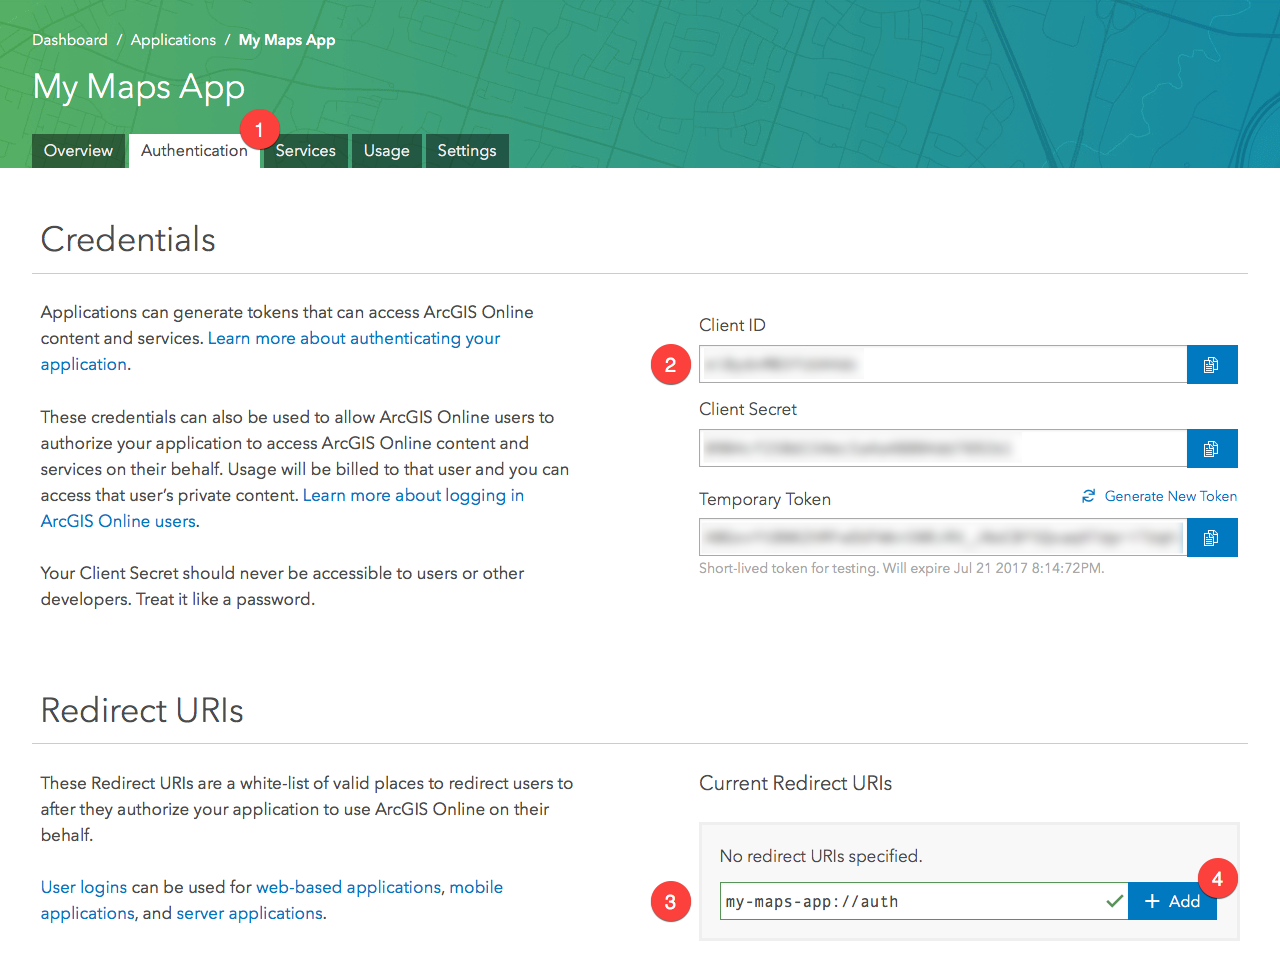 Dashboard / Applications / My Maps App
My Maps App
1
Overview Authentication Services Usage Settings
Credentials
Applications can generate tokens that can access ArcGIS Online
content and services. Learn more about authenticating your
application.
These credentials can also be used to allow ArcGIS Online users to
authorize your application to access ArcGIS Online content and
services on their behalf. Usage will be billed to that user and you can
access that user's private content. Learn more about logging in
ArcGIS Online users.
Your Client Secret should never be accessible to users or other
developers. Treat it like a password.
Client ID
2
Client Secret
Temporary Token Generate New Token
Short-lived token for testing. Will expire Jul 21 2017 8:14:72PM.
Redirect URIs
These Redirect URIs are a white-list of valid places to redirect users to
after they authorize your application to use ArcGIS Online on their
behalf.
User logins can be used for web-based applications, mobile
applications, and server applications.
Current Redirect URIs
No redirect URIs specified.
4
3 my-maps-app://auth + Add